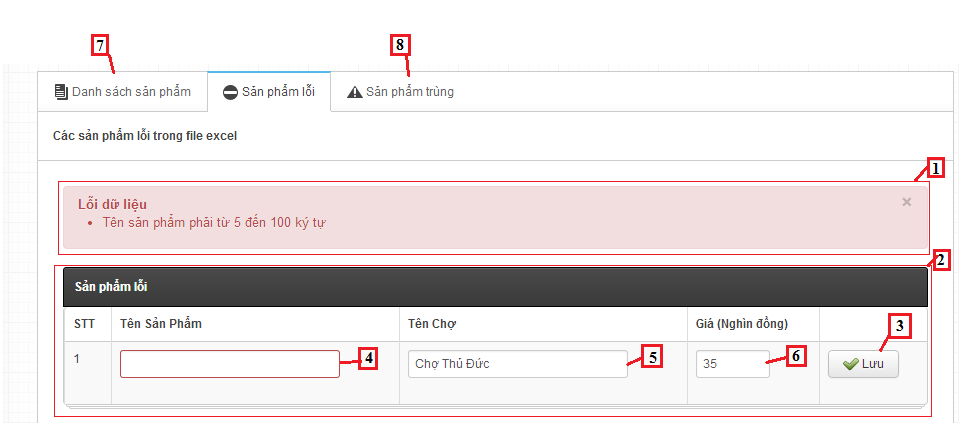 7
8
Danh sách sản phẩm
Sản phẩm lỗi
Sản phẩm trùng
Các sản phẩm lỗi trong file excel
1
Lỗi dữ liệu
×
• Tên sản phẩm phải từ 5 đến 100 ký tự
2
Sản phẩm lỗi
STT
Tên Sản Phẩm
Tên Chợ
Giá (Nghìn đồng)
3
1
4
Chợ Thủ Đức
5
35
6
Lưu